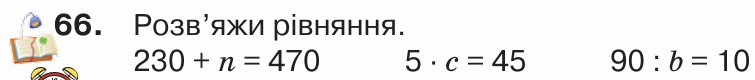 66. Розв’яжи рівняння.
230 + n = 470 5 · c = 45 90 : b = 10